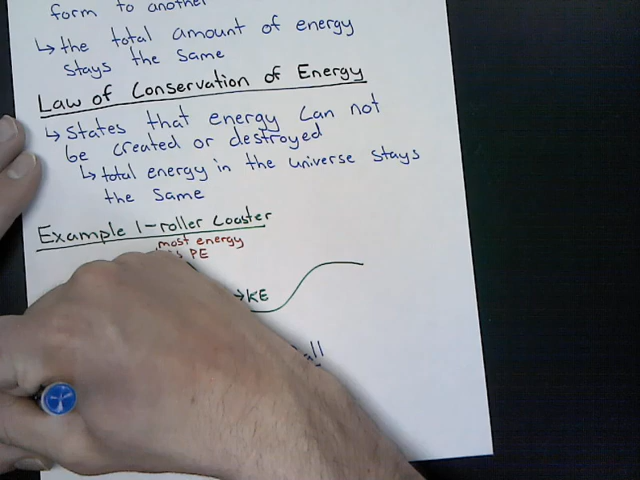 form to another
↳ the total amount of energy
stays the same
Law of Conservation of Energy
↳ States that energy can not
be created or destroyed
↳ total energy in the universe stays
the same
Example 1-roller coaster
most energy
is PE
→ KE